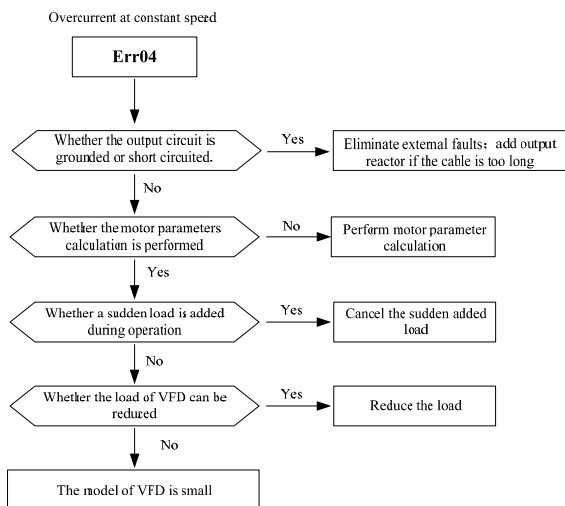 Overcurrent at constant speed
Err04
Whether the output circuit is
grounded or short circuited.
Yes
Eliminate external faults；add output
reactor if the cable is too long
No
Whether the motor parameters
calculation is performed
No
Perform motor parameter
calculation
Yes
Whether a sudden load is added
during operation
Yes
Cancel the sudden added
load
No
Whether the load of VFD can be
reduced
Yes
Reduce the load
No
The model of VFD is small